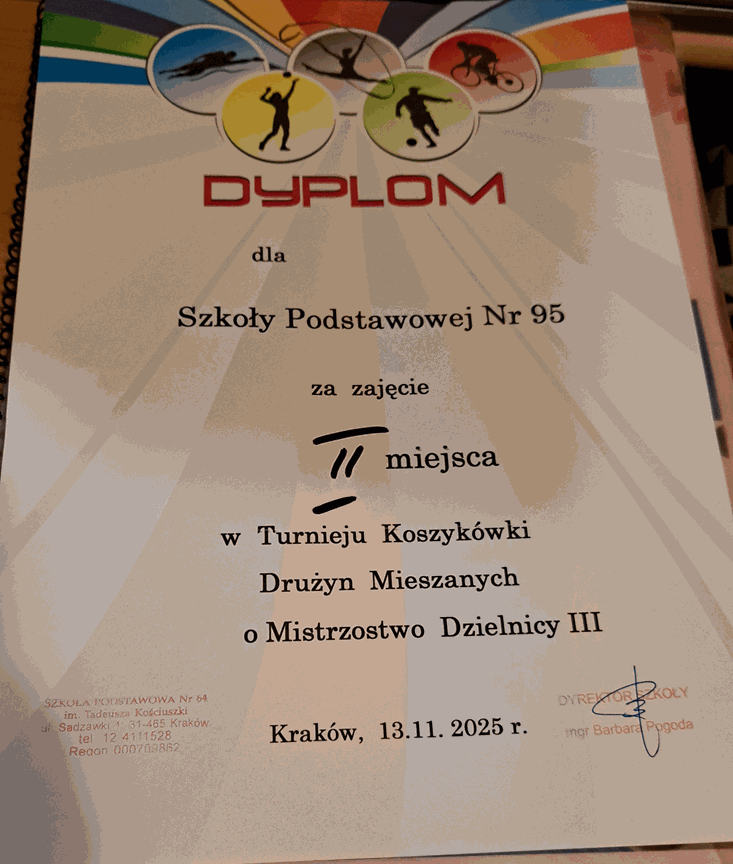 DYPLOM
dla
Szkoły Podstawowej Nr 95
za zajęcie
II miejsca
w Turnieju Koszykówki
Drużyn Mieszanych
o Mistrzostwo Dzielnicy III
SZKOŁA PODSTAWOWA Nr 64
im. Tadeusza Kościuszki
ul. Sadzawki 1, 31-465 Kraków
tel. 12 4111528
Regon 000709862
Kraków, 13.11. 2025 r.
DYREKTOR SZKOŁY
mgr Barbara Pogoda